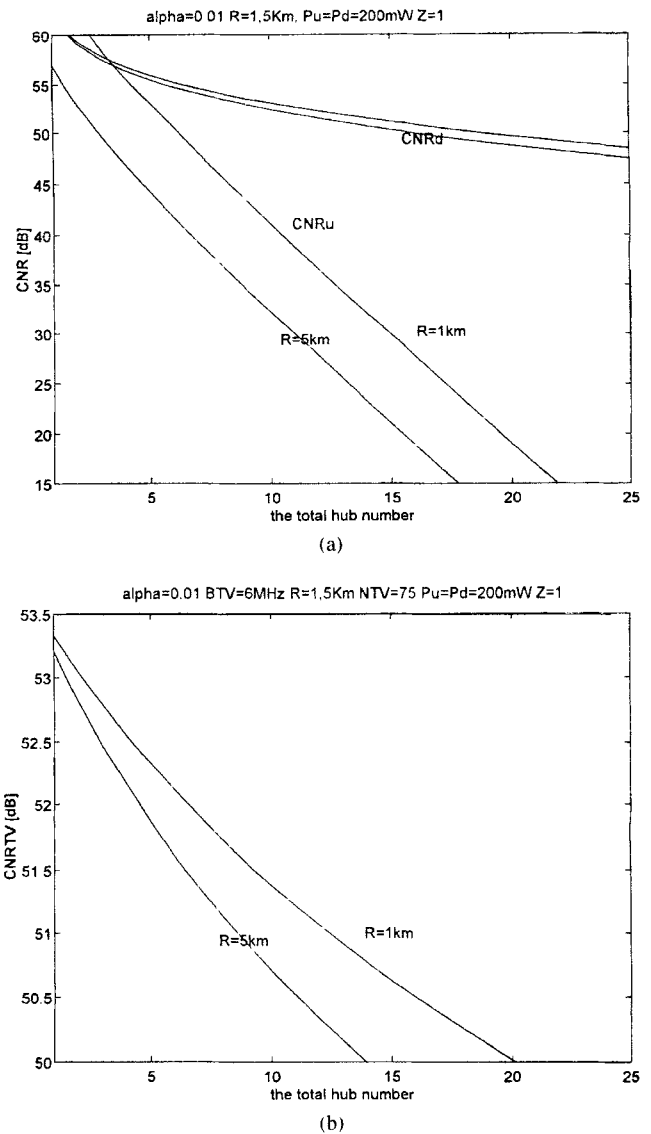 alpha=0.01 R=1,5Km, Pu=Pd=200mW Z=1
60
55
50
45
40
35
30
25
20
15
CNR [dB]
CNRd
CNRu
R=1km
R=5km
5
10
15
20
25
the total hub number
(a)
alpha=0.01 BTV=6MHz R=1,5Km NTV=75 Pu=Pd=200mW Z=1
53.5
53
52.5
52
51.5
51
50.5
50
CNRTV [dB]
R=1km
R=5km
5
10
15
20
25
the total hub number
(b)